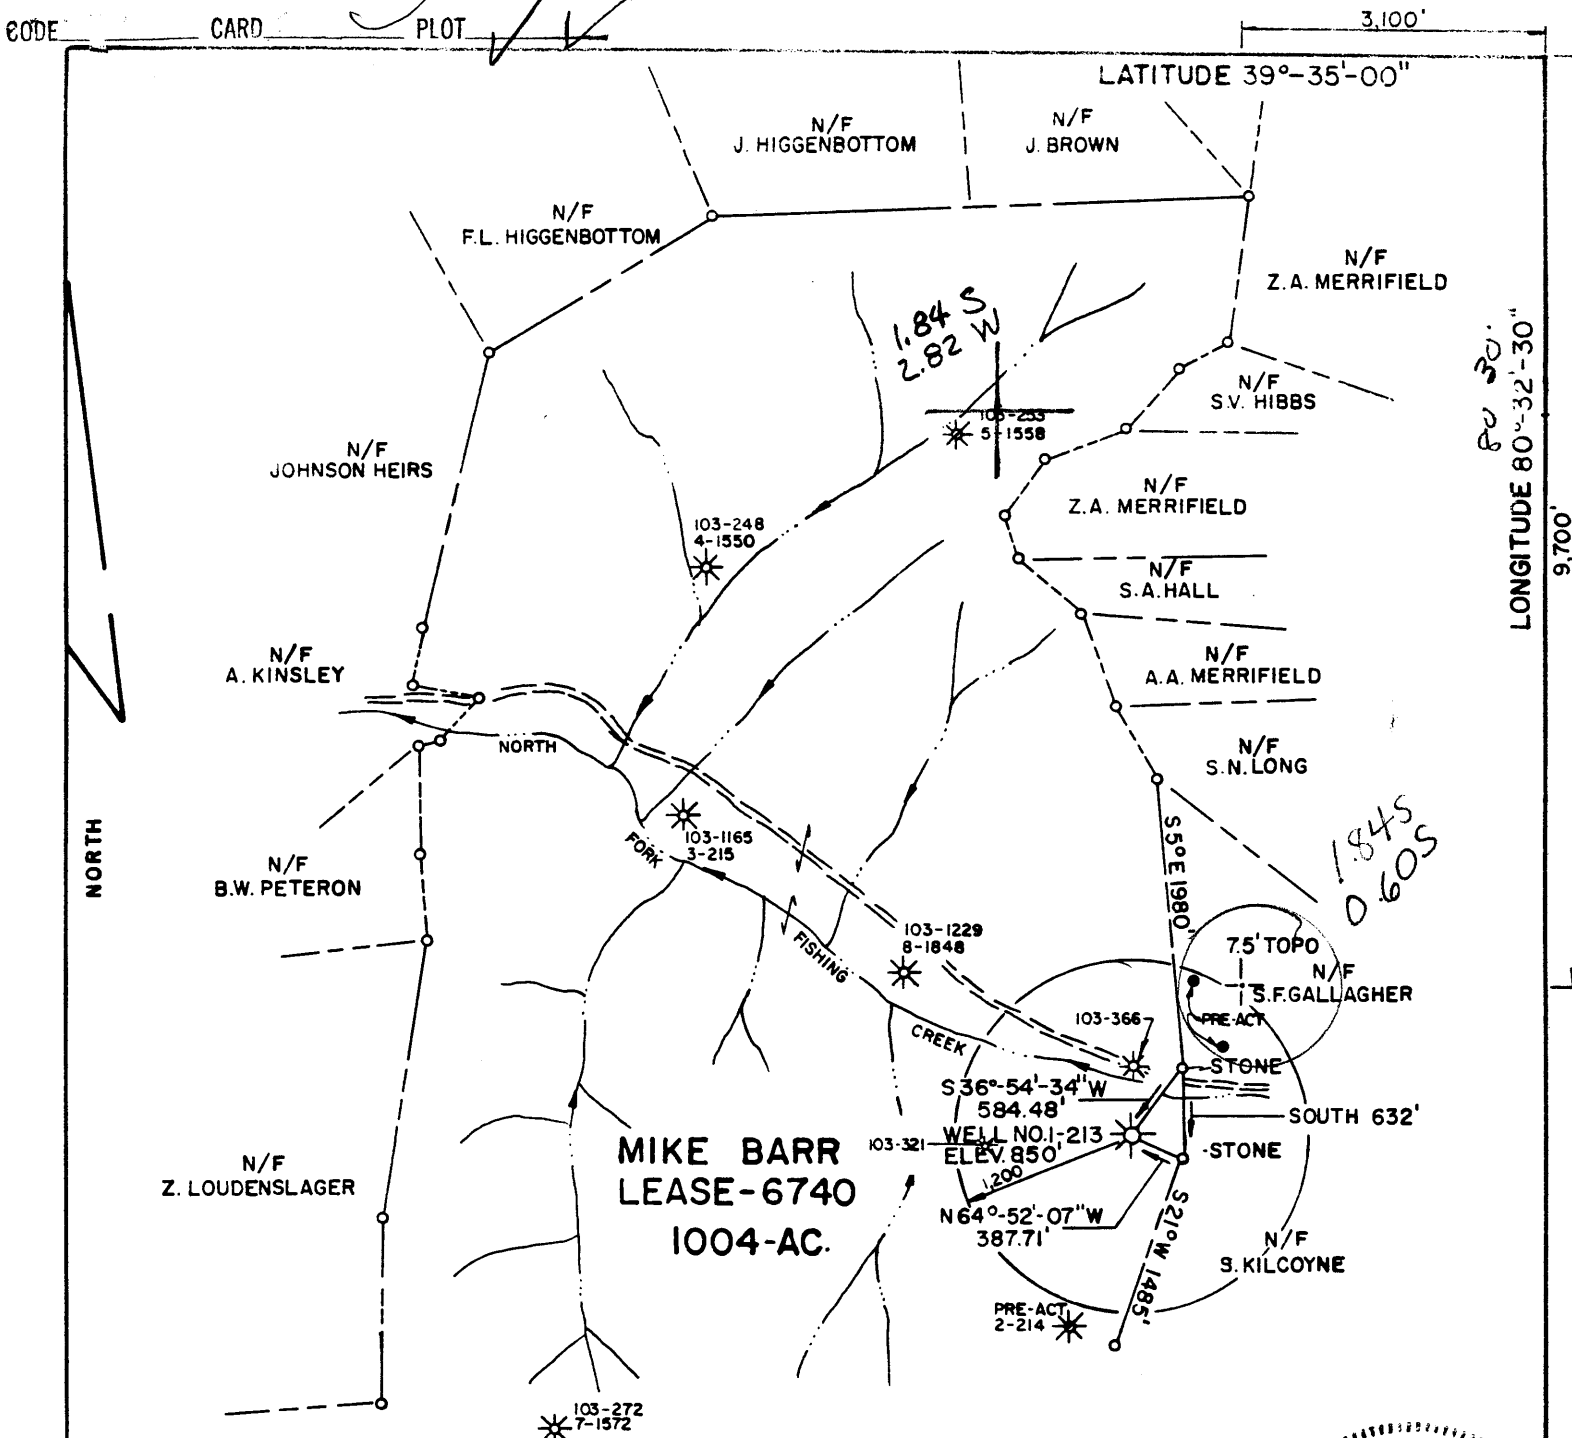 CODE CARD PLOT
3,100'
LATITUDE 39°-35'-00"
N/F
J. HIGGENBOTTOM
N/F
J. BROWN
N/F
F.L. HIGGENBOTTOM
N/F
Z.A. MERRIFIELD
1.84 S
2.82 W
80 30'
LONGITUDE 80°-32'-30"
9,700'
N/F
S.V. HIBBS
103-253
5-1558
N/F
JOHNSON HEIRS
N/F
Z.A. MERRIFIELD
103-248
4-1550
N/F
S.A. HALL
N/F
A. KINSLEY
N/F
A.A. MERRIFIELD
NORTH
N/F
S.N. LONG
NORTH
103-1165
3-215
FORK
S 5° E 1980'
1.84 S
0.60 S
N/F
B.W. PETERON
103-1229
8-1848
FISHING
7.5' TOPO
N/F
S.F. GALLAGHER
103-366
PRE-ACT
CREEK
STONE
S 36°-54'-34" W
584.48'
SOUTH 632'
WELL NO. 1-213
ELEV. 850'
103-321
STONE
1,200
MIKE BARR
LEASE-6740
1004-AC.
N/F
Z. LOUDENSLAGER
N 64°-52'-07" W
387.71'
S 21° W 1485'
N/F
S. KILCOYNE
PRE-ACT
2-214
103-272
7-1572